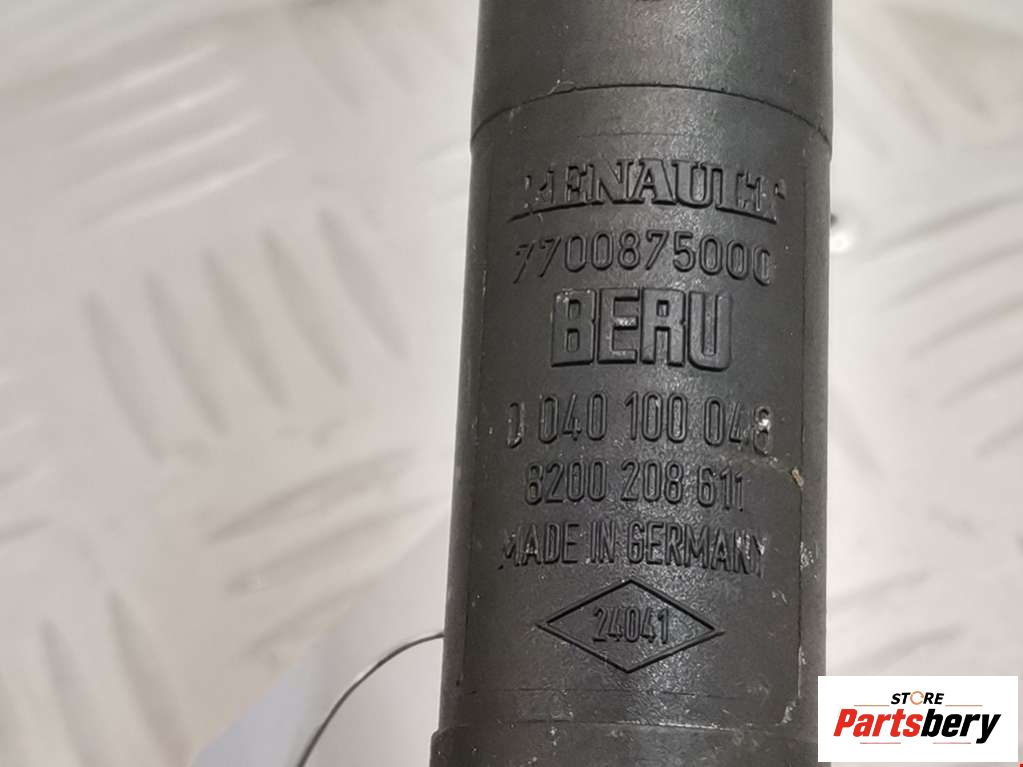 RENAULT
7700875000
BERU
0 040 100 048
8200 208 611
MADE IN GERMANY
24041
STORE
Partsbery